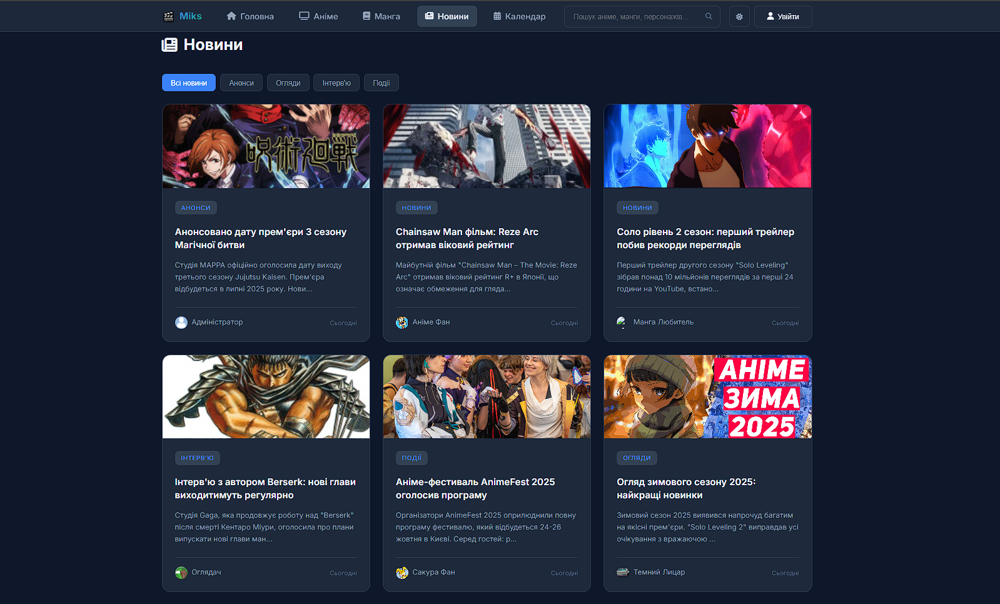 Miks
Головна
Аніме
Манга
Новини
Календар
Пошук аніме, манги, персонажів...
Увійти
Новини
Всі новини
Анонси
Огляди
Інтерв'ю
Події
呪術廻戦
АНОНСИ
Анонсовано дату прем'єри 3 сезону
Магічної битви
Студія MAPPA офіційно оголосила дату виходу
третього сезону Jujutsu Kaisen. Прем'єра
відбудеться в липні 2025 року. Нови...
Адміністратор
Сьогодні
НОВИНИ
Chainsaw Man фільм: Reze Arc
отримав віковий рейтинг
Майбутній фільм "Chainsaw Man – The Movie: Reze
Arc" отримав віковий рейтинг R+ в Японії, що
означає обмеження для гляда...
Аніме Фан
Сьогодні
НОВИНИ
Соло рівень 2 сезон: перший трейлер
побив рекорди переглядів
Перший трейлер другого сезону "Solo Leveling"
зібрав понад 10 мільйонів переглядів за перші 24
години на YouTube, встано...
Манга Любитель
Сьогодні
ІНТЕРВ'Ю
Інтерв'ю з автором Berserk: нові глави
виходитимуть регулярно
Студія Gaga, яка продовжує роботу над "Berserk"
після смерті Кентаро Міури, оголосила про плани
випускати нові глави ман...
Оглядач
Сьогодні
ПОДІЇ
Аніме-фестиваль AnimeFest 2025
оголосив програму
Організатори AnimeFest 2025 оприлюднили повну
програму фестивалю, який відбудеться 24-26
жовтня в Києві. Серед гостей: р...
Сакура Фан
Сьогодні
АНІМЕ
ЗИМА
2025
ОГЛЯДИ
Огляд зимового сезону 2025:
найкращі новинки
Зимовий сезон 2025 виявився напрочуд багатим
на якісні прем'єри. "Solo Leveling 2" виправдав усі
очікування з вражаючою ...
Темний Лицар
Сьогодні